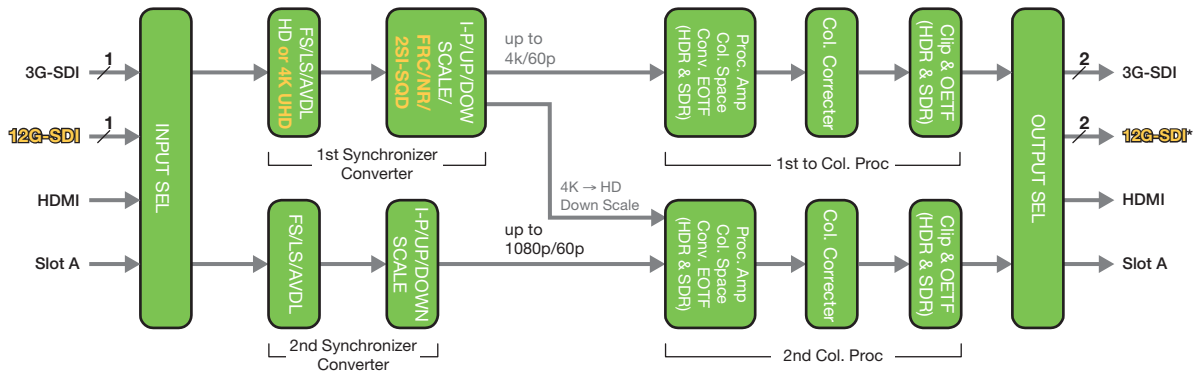 3G-SDI
1
12G-SDI
1
HDMI
Slot A
INPUT SEL
FS/LS/AVDL
HD or 4K UHD
I-P/UP/DOW
SCALE/
FRC/NR/
2SI-SQD
1st Synchronizer
Converter
up to
4k/60p
4K → HD
Down Scale
Proc. Amp
Col. Space
Conv. EOTF
(HDR & SDR)
Col. Correcter
Clip & OETF
(HDR & SDR)
1st to Col. Proc
FS/LS/AVDL
I-P/UP/DOWN
SCALE
2nd Synchronizer
Converter
up to
1080p/60p
Proc. Amp
Col. Space
Conv. EOTF
(HDR & SDR)
Col. Correcter
Clip & OETF
(HDR & SDR)
2nd Col. Proc
OUTPUT SEL
2
3G-SDI
2
12G-SDI*
HDMI
Slot A